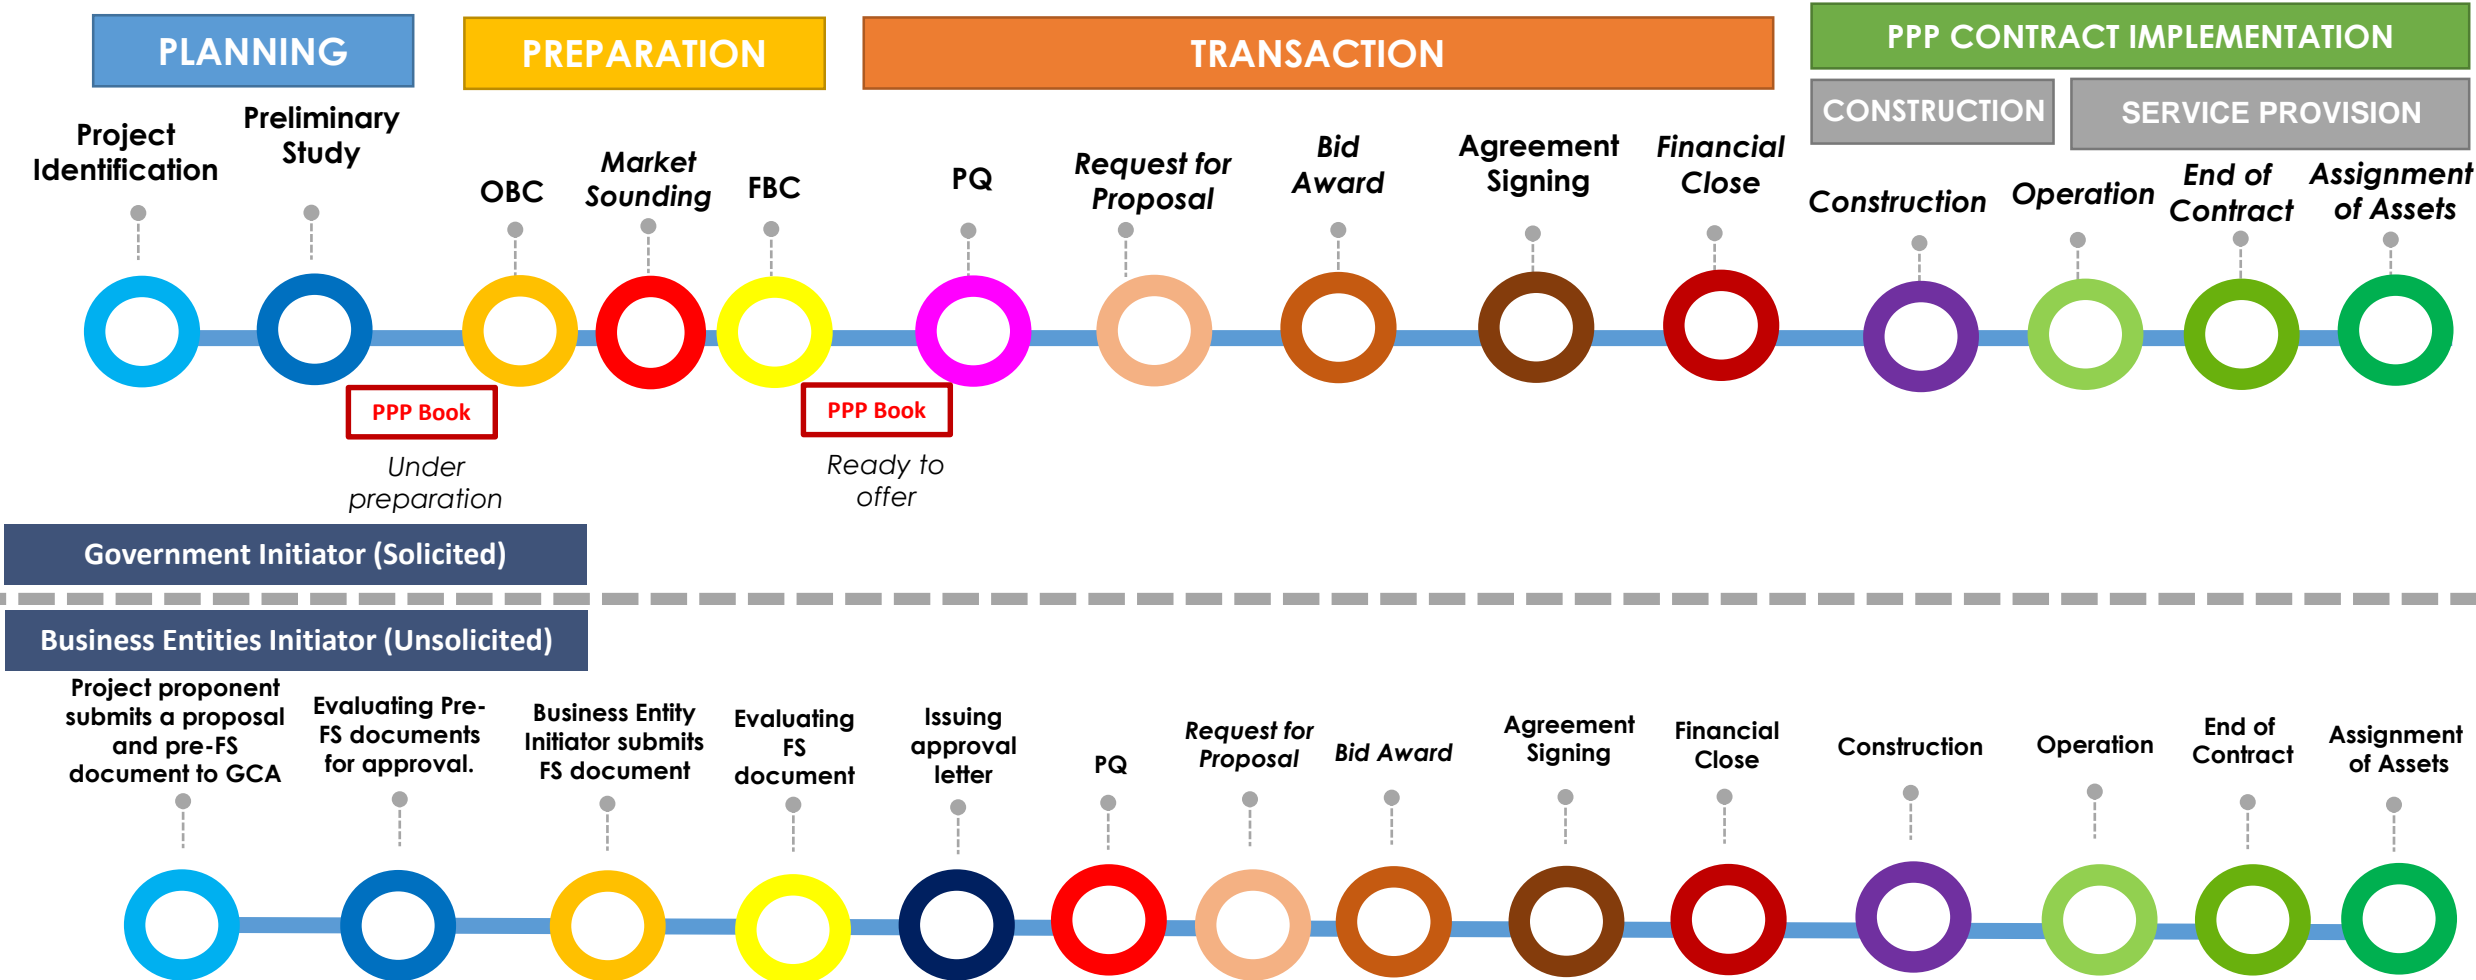 PLANNING
PREPARATION
TRANSACTION
PPP CONTRACT IMPLEMENTATION
CONSTRUCTION
SERVICE PROVISION
Project
Identification
Preliminary
Study
OBC
Market
Sounding
FBC
PQ
Request for
Proposal
Bid
Award
Agreement
Signing
Financial
Close
Construction
Operation
End of
Contract
Assignment
of Assets
PPP Book
Under
preparation
PPP Book
Ready to
offer
Government Initiator (Solicited)
Business Entities Initiator (Unsolicited)
Project proponent
submits a proposal
and pre-FS
document to GCA
Evaluating Pre-
FS documents
for approval.
Business Entity
Initiator submits
FS document
Evaluating
FS
document
Issuing
approval
letter
PQ
Request for
Proposal
Bid Award
Agreement
Signing
Financial
Close
Construction
Operation
End of
Contract
Assignment
of Assets